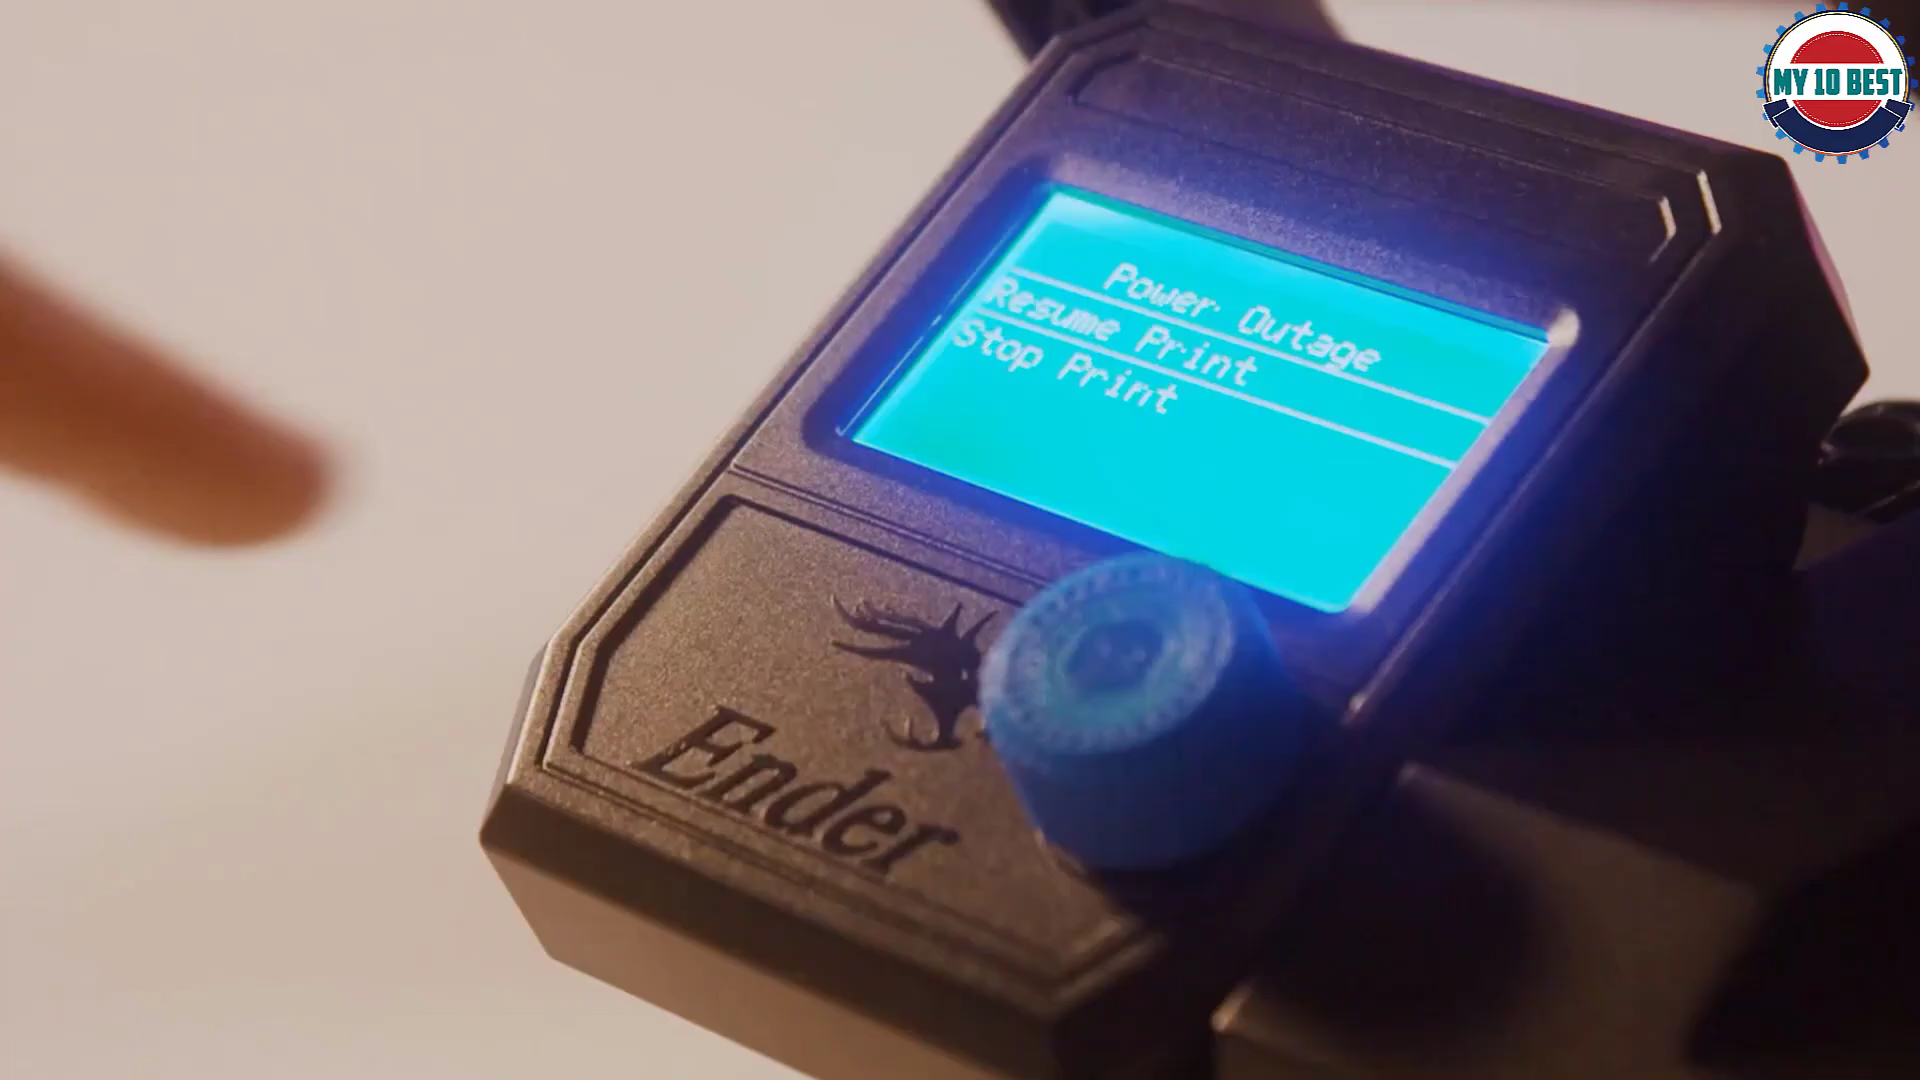 MY 10 BEST
Power Outage
Resume Print
Stop Print
Ender